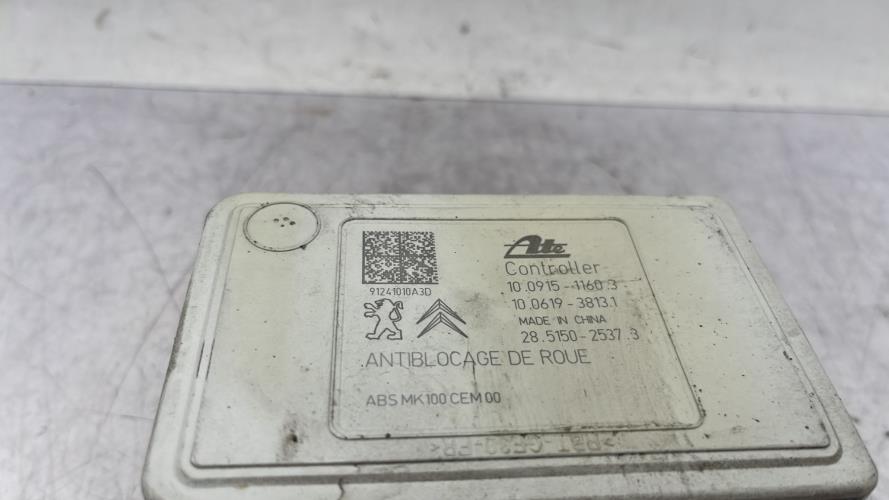 Ate
Controller
91241010A3D
10.0915-1160.3
10.0619-3813.1
MADE IN CHINA
28.5150-2537.3
ANTIBLOCAGE DE ROUE
ABS MK100 CEM 00